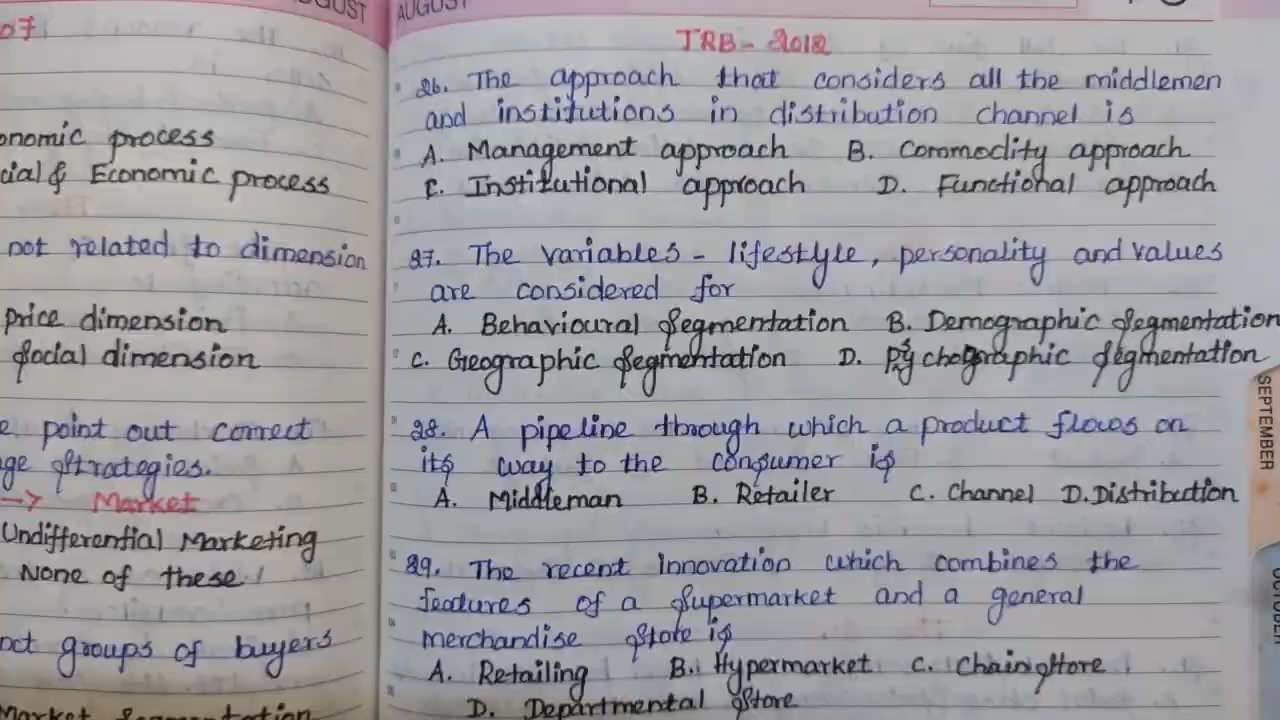 07
onomic process
cial & Economic process
not related to dimension
price dimension
Social dimension
point out correct
ge Strategies.
→ Market
Undifferential Marketing
None of these
groups of buyers
Market Segmentation
AUGUST
TRB - 2012
26. The approach that considers all the middlemen
and institutions in distribution channel is
A. Management approach B. Commodity approach
C. Institutional approach D. Functional approach
27. The variables - lifestyle, personality and values
are considered for
A. Behavioural Segmentation B. Demographic Segmentation
C. Geographic Segmentation D. Psychographic Segmentation
28. A pipeline through which a product flows on
its way to the consumer is
A. Middleman B. Retailer C. Channel D. Distribution
29. The recent innovation which combines the
features of a Supermarket and a general
merchandise Store is
A. Retailing B. Hypermarket C. Chain Store
D. Departmental Store
SEPTEMBER